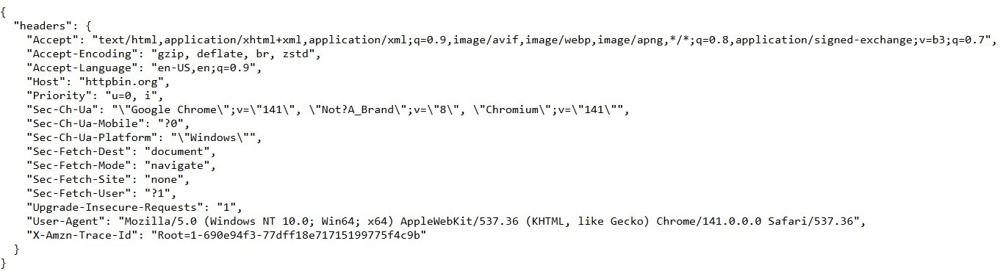 {
  "headers": {
    "Accept": "text/html,application/xhtml+xml,application/xml;q=0.9,image/avif,image/webp,image/apng,*/*;q=0.8,application/signed-exchange;v=b3;q=0.7",
    "Accept-Encoding": "gzip, deflate, br, zstd",
    "Accept-Language": "en-US,en;q=0.9",
    "Host": "httpbin.org",
    "Priority": "u=0, i",
    "Sec-Ch-Ua": "\"Google Chrome\";v=\"141\", \"Not?A_Brand\";v=\"8\", \"Chromium\";v=\"141\"",
    "Sec-Ch-Ua-Mobile": "?0",
    "Sec-Ch-Ua-Platform": "\"Windows\"",
    "Sec-Fetch-Dest": "document",
    "Sec-Fetch-Mode": "navigate",
    "Sec-Fetch-Site": "none",
    "Sec-Fetch-User": "?1",
    "Upgrade-Insecure-Requests": "1",
    "User-Agent": "Mozilla/5.0 (Windows NT 10.0; Win64; x64) AppleWebKit/537.36 (KHTML, like Gecko) Chrome/141.0.0.0 Safari/537.36",
    "X-Amzn-Trace-Id": "Root=1-690e94f3-77dff18e71715199775f4c9b"
  }
}